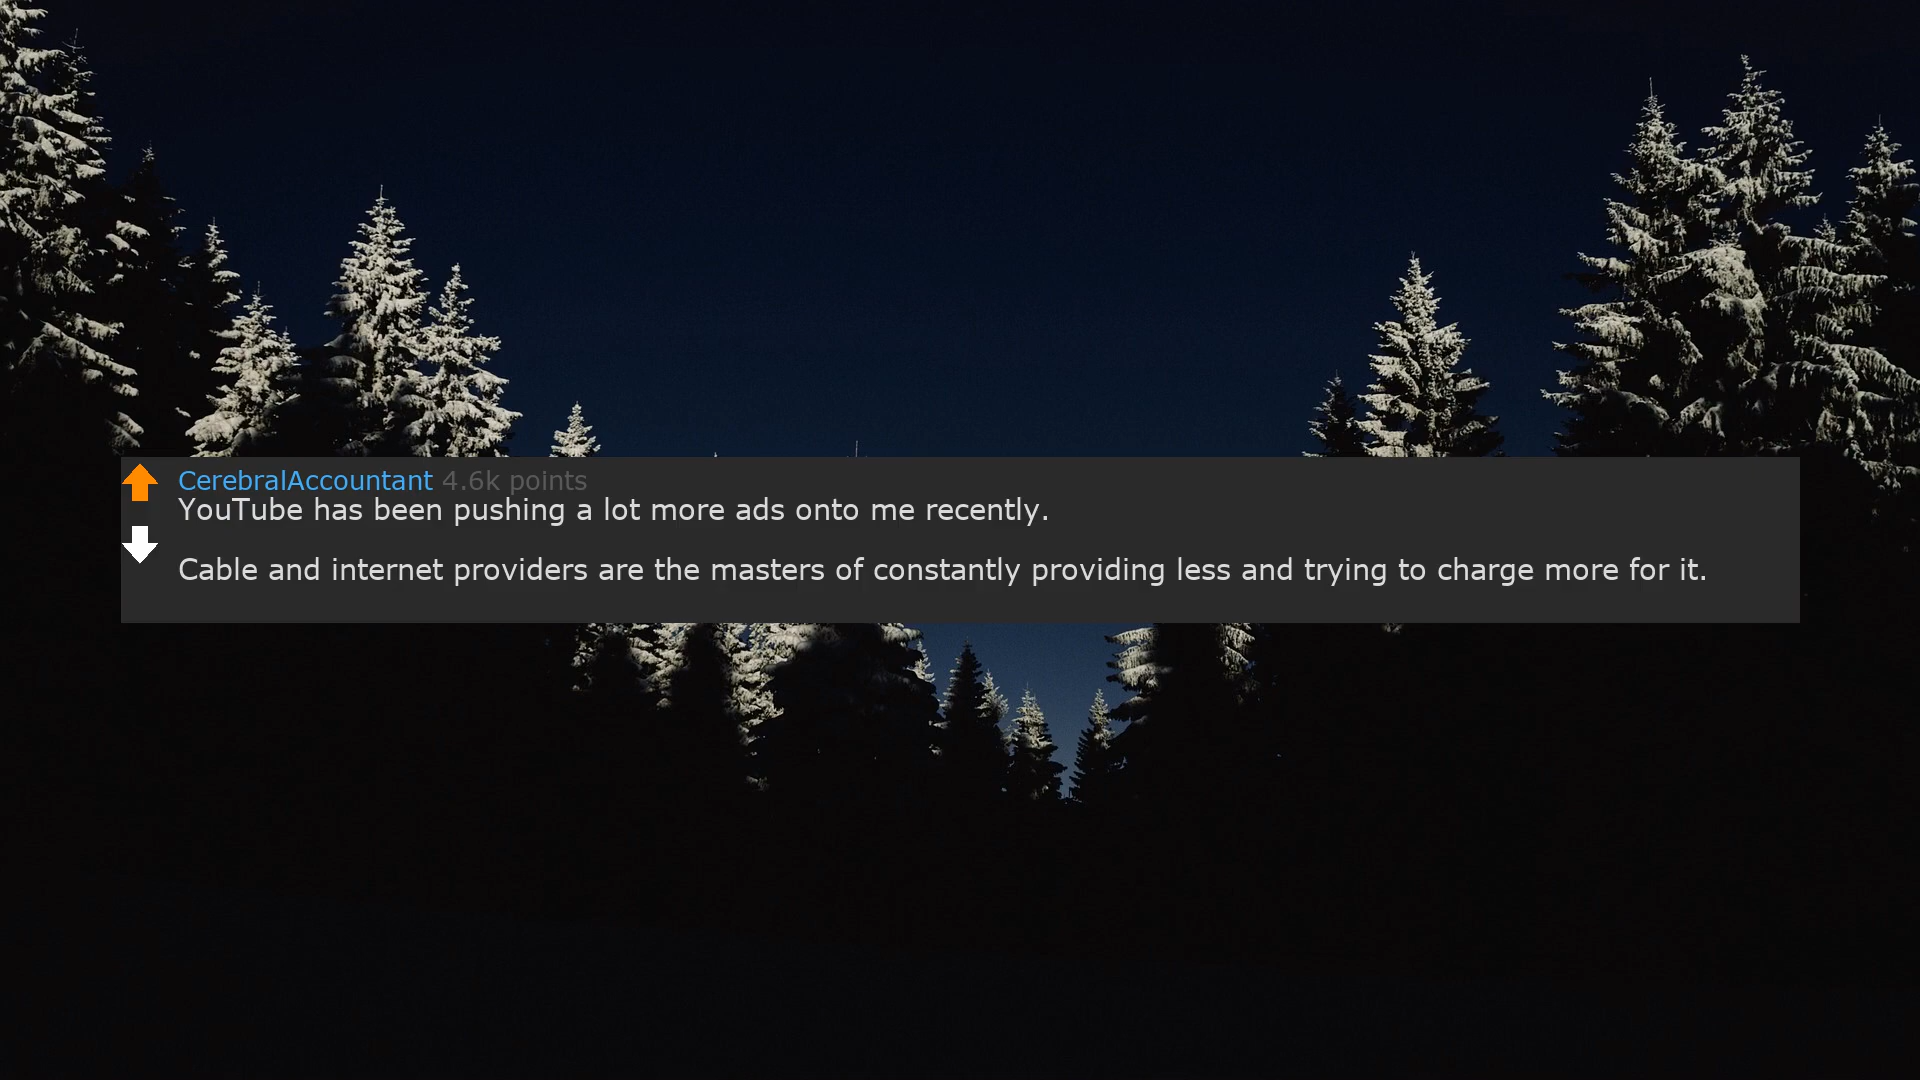 CerebralAccountant 4.6k points
YouTube has been pushing a lot more ads onto me recently.
Cable and internet providers are the masters of constantly providing less and trying to charge more for it.